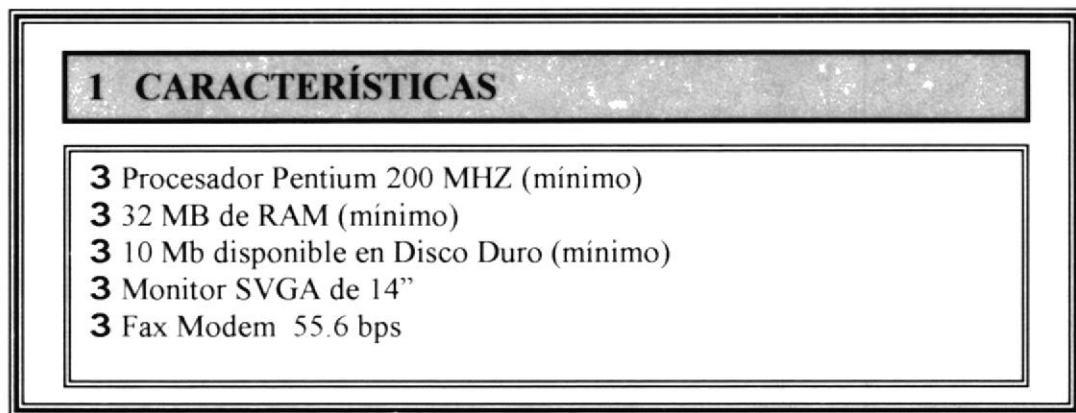 1 CARACTERÍSTICAS
3 Procesador Pentium 200 MHZ (mínimo)
3 32 MB de RAM (mínimo)
3 10 Mb disponible en Disco Duro (mínimo)
3 Monitor SVGA de 14”
3 Fax Modem 55.6 bps